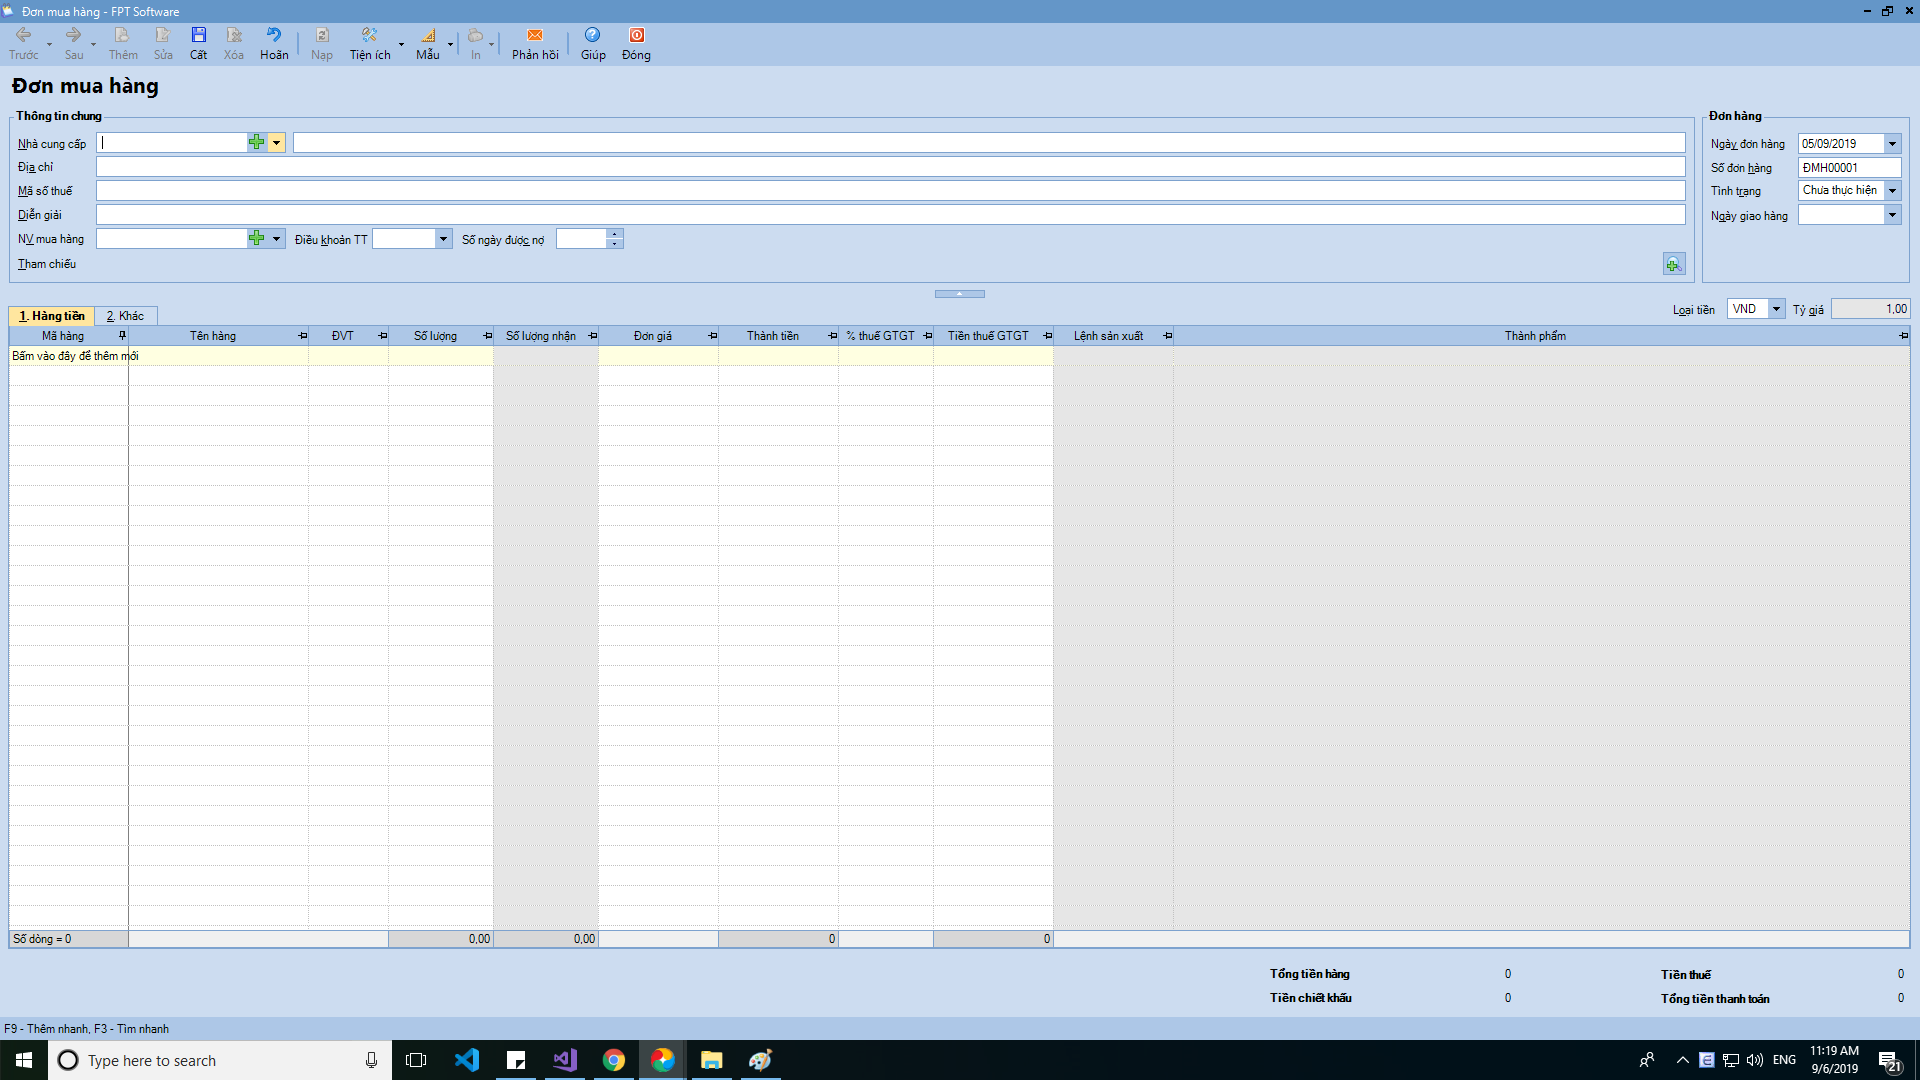 Đơn mua hàng - FPT Software
Trước Sau Thêm Sửa Cất Xóa Hoãn Nạp Tiện ích Mẫu In Phản hồi Giúp Đóng
Đơn mua hàng
Thông tin chung
Nhà cung cấp
Địa chỉ
Mã số thuế
Diễn giải
NV mua hàng Điều khoản TT Số ngày được nợ
Tham chiếu
Đơn hàng
Ngày đơn hàng 05/09/2019
Số đơn hàng ĐMH00001
Tình trạng Chưa thực hiện
Ngày giao hàng
1. Hàng tiền 2. Khác
Loại tiền VND Tỷ giá 1,00
Mã hàng Tên hàng ĐVT Số lượng Số lượng nhận Đơn giá Thành tiền % thuế GTGT Tiền thuế GTGT Lệnh sản xuất Thành phẩm
Bấm vào đây để thêm mới
Số dòng = 0 0,00 0,00 0 0
Tổng tiền hàng 0 Tiền thuế 0
Tiền chiết khấu 0 Tổng tiền thanh toán 0
F9 - Thêm nhanh, F3 - Tìm nhanh
Type here to search
ENG
11:19 AM
9/6/2019
21